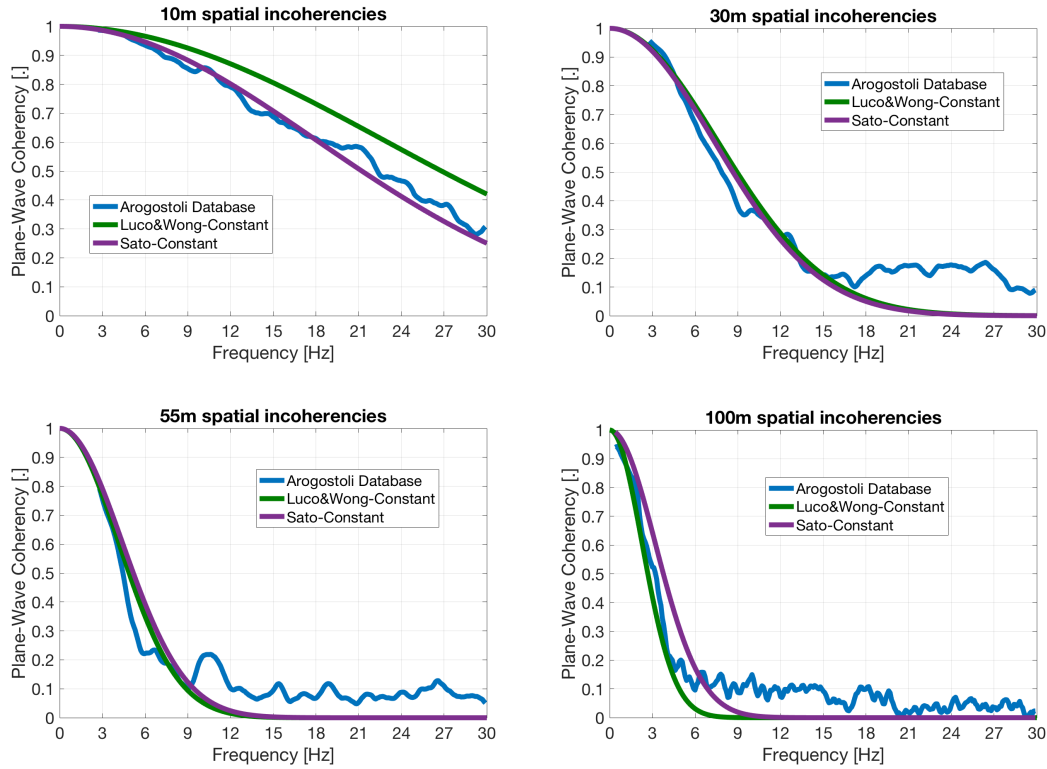 10m spatial incoherencies
Plane-Wave Coherency [.]
1
0.9
0.8
0.7
0.6
0.5
0.4
0.3
0.2
0.1
0
Arogostoli Database
Luco&Wong-Constant
Sato-Constant
0 3 6 9 12 15 18 21 24 27 30
Frequency [Hz]
30m spatial incoherencies
Plane-Wave Coherency [.]
1
0.9
0.8
0.7
0.6
0.5
0.4
0.3
0.2
0.1
0
Arogostoli Database
Luco&Wong-Constant
Sato-Constant
0 3 6 9 12 15 18 21 24 27 30
Frequency [Hz]
55m spatial incoherencies
Plane-Wave Coherency [.]
1
0.9
0.8
0.7
0.6
0.5
0.4
0.3
0.2
0.1
0
Arogostoli Database
Luco&Wong-Constant
Sato-Constant
0 3 6 9 12 15 18 21 24 27 30
Frequency [Hz]
100m spatial incoherencies
Plane-Wave Coherency [.]
1
0.9
0.8
0.7
0.6
0.5
0.4
0.3
0.2
0.1
0
Arogostoli Database
Luco&Wong-Constant
Sato-Constant
0 3 6 9 12 15 18 21 24 27 30
Frequency [Hz]